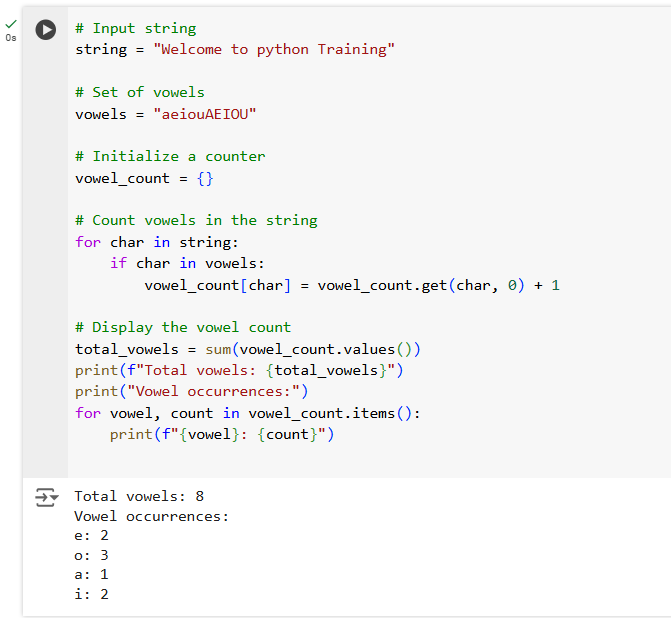 0s
# Input string
string = "Welcome to python Training"
# Set of vowels
vowels = "aeiouAEIOU"
# Initialize a counter
vowel_count = {}
# Count vowels in the string
for char in string:
    if char in vowels:
        vowel_count[char] = vowel_count.get(char, 0) + 1
# Display the vowel count
total_vowels = sum(vowel_count.values())
print(f"Total vowels: {total_vowels}")
print("Vowel occurrences:")
for vowel, count in vowel_count.items():
    print(f"{vowel}: {count}")
Total vowels: 8
Vowel occurrences:
e: 2
o: 3
a: 1
i: 2